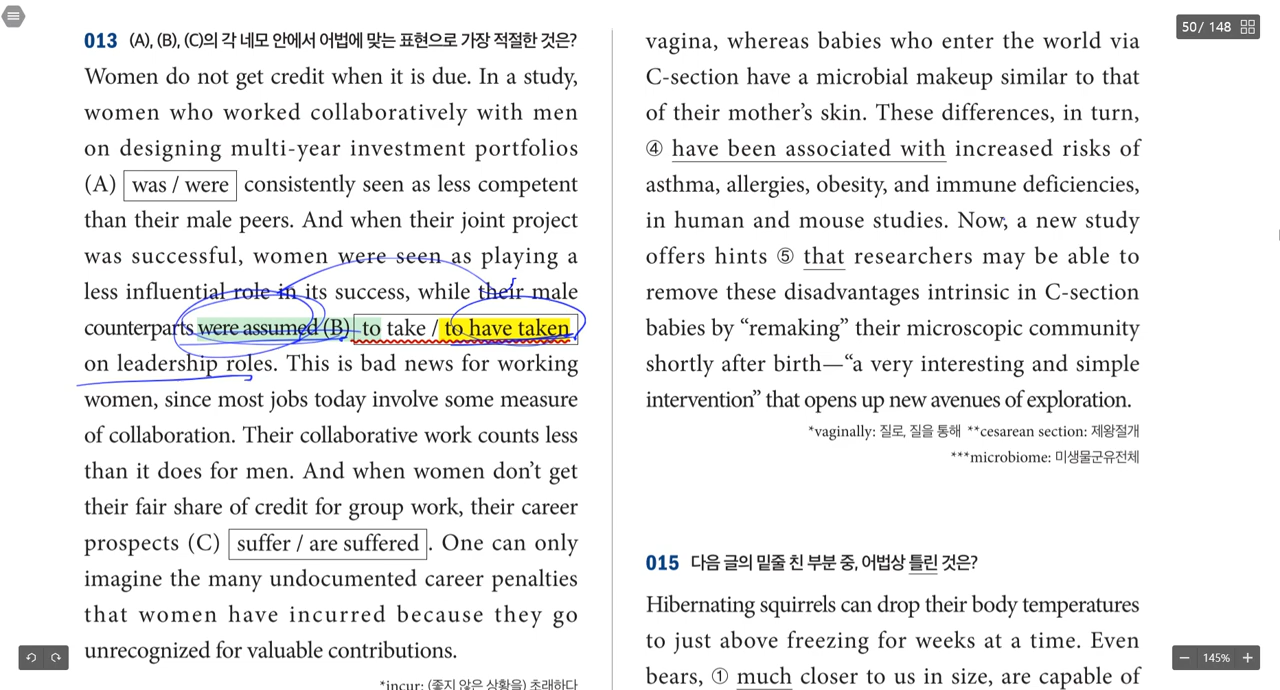 50/ 148
013 (A), (B), (C)의 각 네모 안에서 어법에 맞는 표현으로 가장 적절한 것은?
Women do not get credit when it is due. In a study,
women who worked collaboratively with men
on designing multi-year investment portfolios
(A) was / were consistently seen as less competent
than their male peers. And when their joint project
was successful, women were seen as playing a
less influential role in its success, while their male
counterparts were assumed (B) to take / to have taken
on leadership roles. This is bad news for working
women, since most jobs today involve some measure
of collaboration. Their collaborative work counts less
than it does for men. And when women don't get
their fair share of credit for group work, their career
prospects (C) suffer / are suffered. One can only
imagine the many undocumented career penalties
that women have incurred because they go
unrecognized for valuable contributions.
*incur: (좋지 않은 상황을) 초래하다
vagina, whereas babies who enter the world via
C-section have a microbial makeup similar to that
of their mother's skin. These differences, in turn,
④ have been associated with increased risks of
asthma, allergies, obesity, and immune deficiencies,
in human and mouse studies. Now, a new study
offers hints ⑤ that researchers may be able to
remove these disadvantages intrinsic in C-section
babies by “remaking” their microscopic community
shortly after birth—“a very interesting and simple
intervention” that opens up new avenues of exploration.
*vaginally: 질로, 질을 통해 **cesarean section: 제왕절개
***microbiome: 미생물군유전체
015 다음 글의 밑줄 친 부분 중, 어법상 틀린 것은?
Hibernating squirrels can drop their body temperatures
to just above freezing for weeks at a time. Even
bears, ① much closer to us in size, are capable of
145%